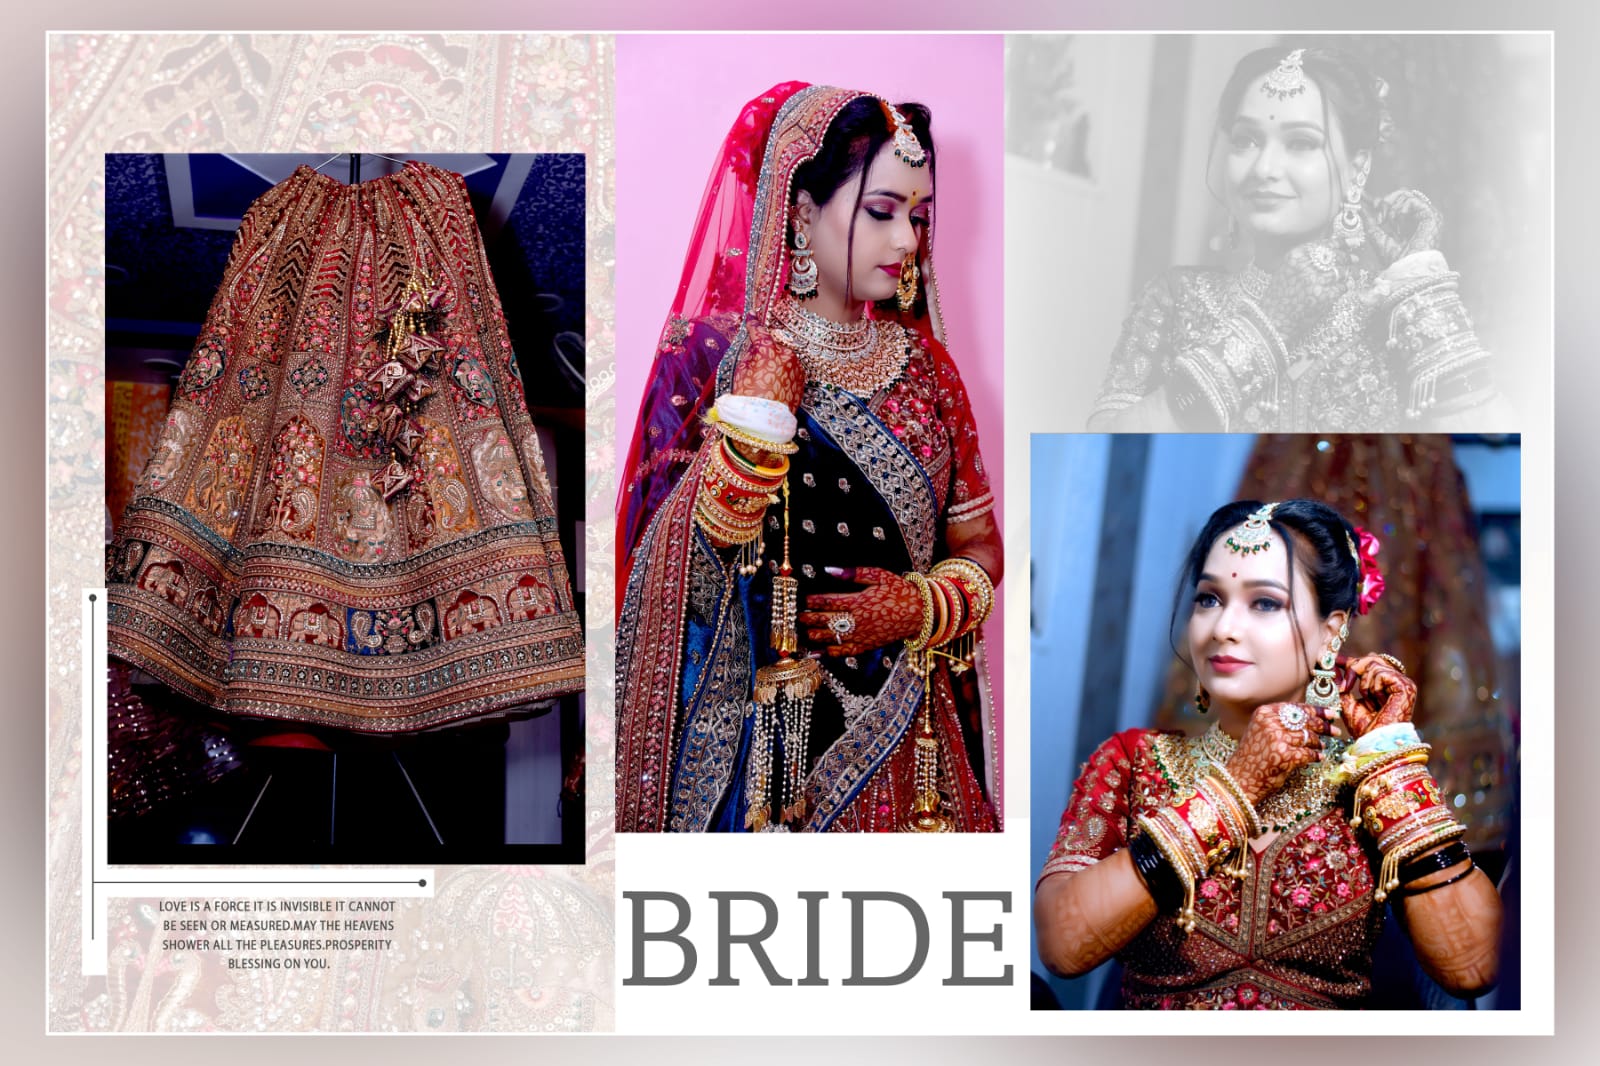 LOVE IS A FORCE IT IS INVISIBLE IT CANNOT
BE SEEN OR MEASURED.MAY THE HEAVENS
SHOWER ALL THE PLEASURES.PROSPERITY
BLESSING ON YOU.
BRIDE